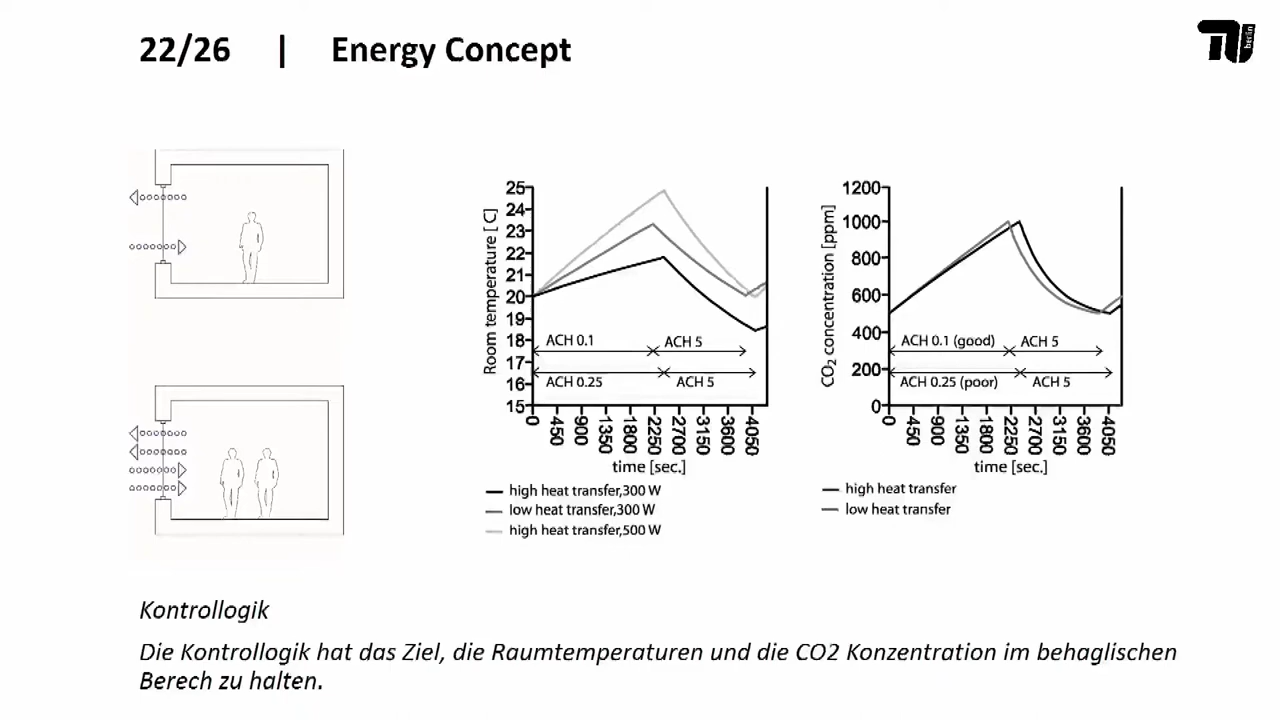 22/26 | Energy Concept
berlin
Room temperature [ C]
25
24
23
22
21
20
19
18
17
16
15
ACH 0.1
ACH 5
ACH 0.25
ACH 5
0
450
900
1350
1800
2250
2700
3150
3600
4050
time [sec.]
high heat transfer,300 W
low heat transfer,300 W
high heat transfer,500 W
CO₂ concentration [ppm]
1200
1000
800
600
400
200
0
ACH 0.1 (good)
ACH 5
ACH 0.25 (poor)
ACH 5
0
450
900
1350
1800
2250
2700
3150
3600
4050
time [sec.]
high heat transfer
low heat transfer
Kontrollogik
Die Kontrollogik hat das Ziel, die Raumtemperaturen und die CO2 Konzentration im behaglischen
Berech zu halten.